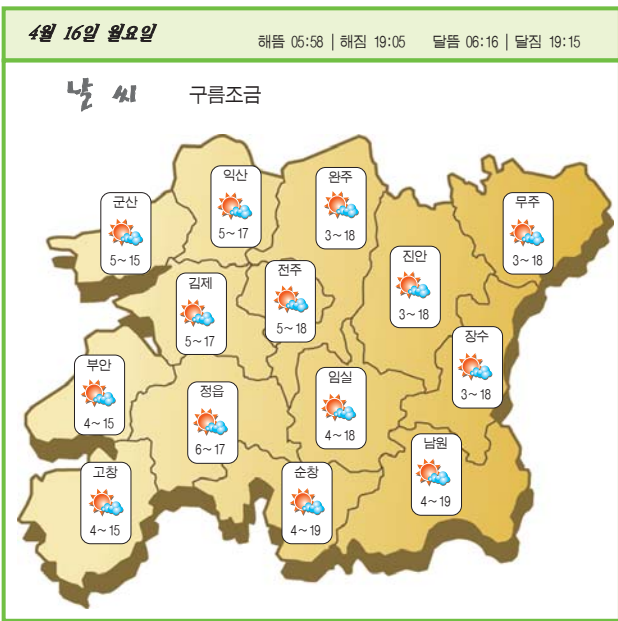 4월 16일 월요일
해뜸 05:58 | 해짐 19:05 달뜸 06:16 | 달짐 19:15
날 씨 구름조금
익산
5~17
완주
3~18
군산
5~15
무주
3~18
진안
3~18
전주
5~18
김제
5~17
장수
3~18
부안
4~15
임실
4~18
정읍
6~17
남원
4~19
고창
4~15
순창
4~19